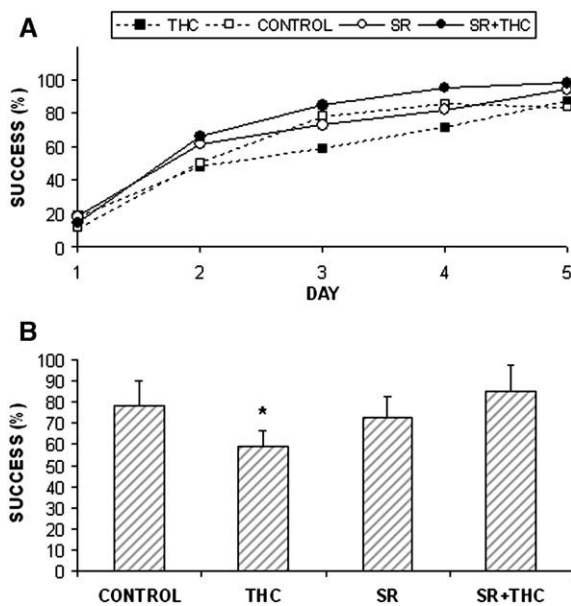 A
THC CONTROL SR SR+THC
SUCCESS (%)
100
80
60
40
20
0
1 2 3 4 5
DAY
B
SUCCESS (%)
100
90
80
70
60
50
40
30
20
10
0
*
CONTROL THC SR SR+THC